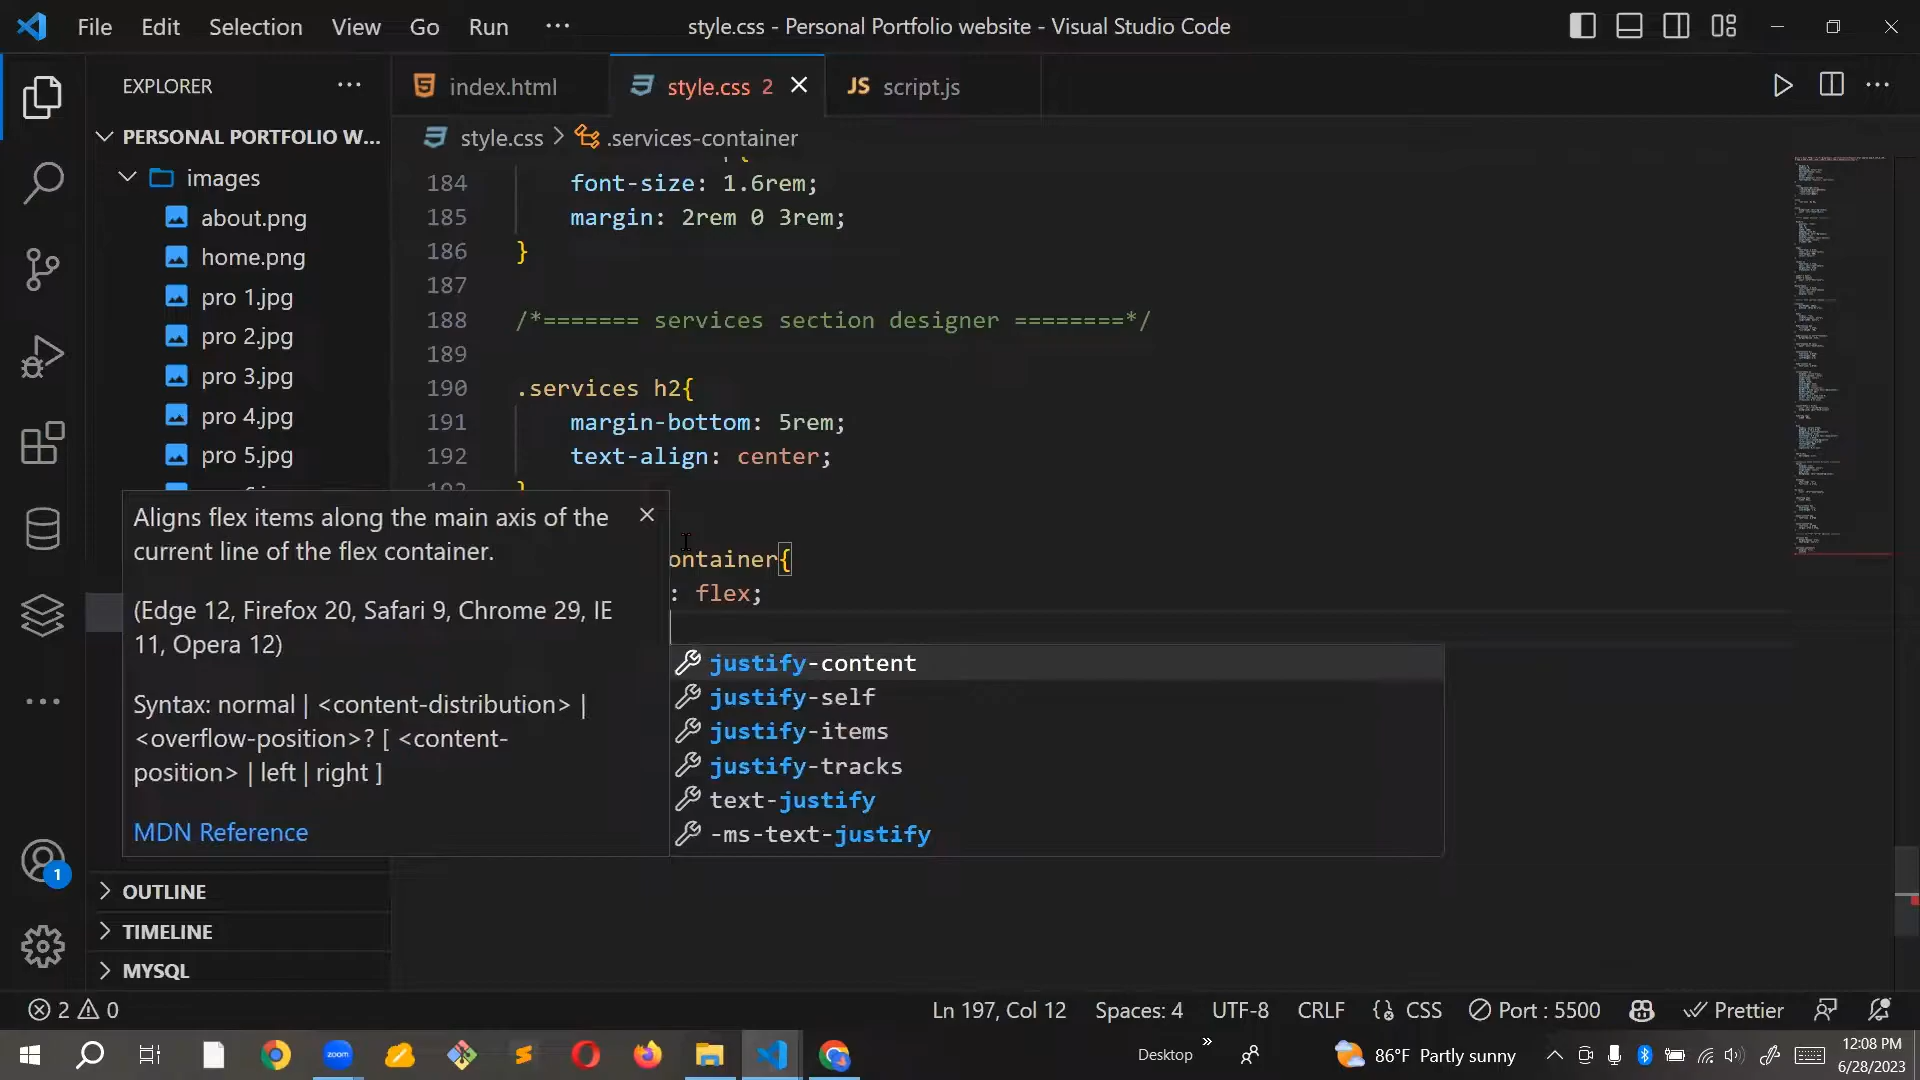 File Edit Selection View Go Run ···
style.css - Personal Portfolio website - Visual Studio Code
EXPLORER
index.html
style.css 2
JS script.js
PERSONAL PORTFOLIO W...
style.css > .services-container
images
about.png
home.png
pro 1.jpg
pro 2.jpg
pro 3.jpg
pro 4.jpg
pro 5.jpg
184 font-size: 1.6rem;
185 margin: 2rem 0 3rem;
186 }
187
188 /*======= services section designer ========*/
189
190 .services h2{
191 margin-bottom: 5rem;
192 text-align: center;
ontainer{
: flex;
Aligns flex items along the main axis of the
current line of the flex container.
(Edge 12, Firefox 20, Safari 9, Chrome 29, IE
11, Opera 12)
Syntax: normal | <content-distribution> |
<overflow-position>? [ <content-
position> | left | right ]
MDN Reference
justify-content
justify-self
justify-items
justify-tracks
text-justify
-ms-text-justify
1
OUTLINE
TIMELINE
MYSQL
2 0
Ln 197, Col 12 Spaces: 4 UTF-8 CRLF CSS Port : 5500 Prettier
zoom
Desktop
86°F Partly sunny
12:08 PM
6/28/2023